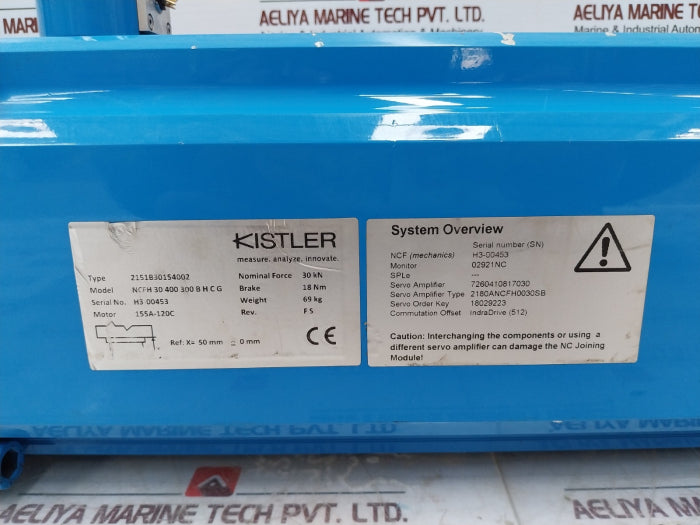 AELIYA MARINE TECH PVT. LTD.
Marine & Industrial Automation & Machinery
AELIYA MARINE TECH PVT. LTD.
Marine & Industrial Autom
KISTLER
measure. analyze. innovate.
Type 2151B30154002
Model NCFH 30 400 300 B H C G
Serial No. H3 00453
Motor 155A-120C
Nominal Force 30 kN
Brake 18 Nm
Weight 69 kg
Rev. F 5
Ref: X= 50 mm ≙ 0 mm
CE
System Overview
Serial number (SN)
NCF (mechanics) H3-00453
Monitor 02921NC
SPLe ---
Servo Amplifier 7260410817030
Servo Amplifier Type 2180ANCFH0030SB
Servo Order Key 18029223
Commutation Offset IndraDrive (512)
Caution: Interchanging the components or using a
different servo amplifier can damage the NC Joining
Module!
AELIYA MARINE TECH PVT. LTD.
AELIYA MARINE TECH PVT. LTD.
AELIYA MARI